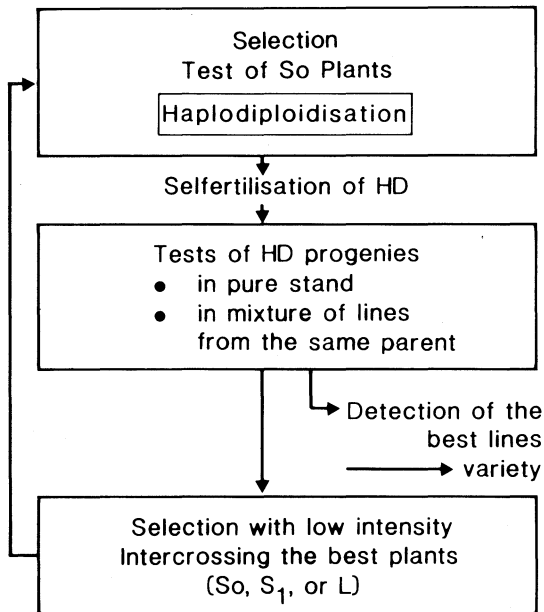 Selection
Test of So Plants
Haplodiploidisation
Selfertilisation of HD
Tests of HD progenies
• in pure stand
• in mixture of lines
from the same parent
Detection of the
best lines
variety
Selection with low intensity
Intercrossing the best plants
(So, S1, or L)